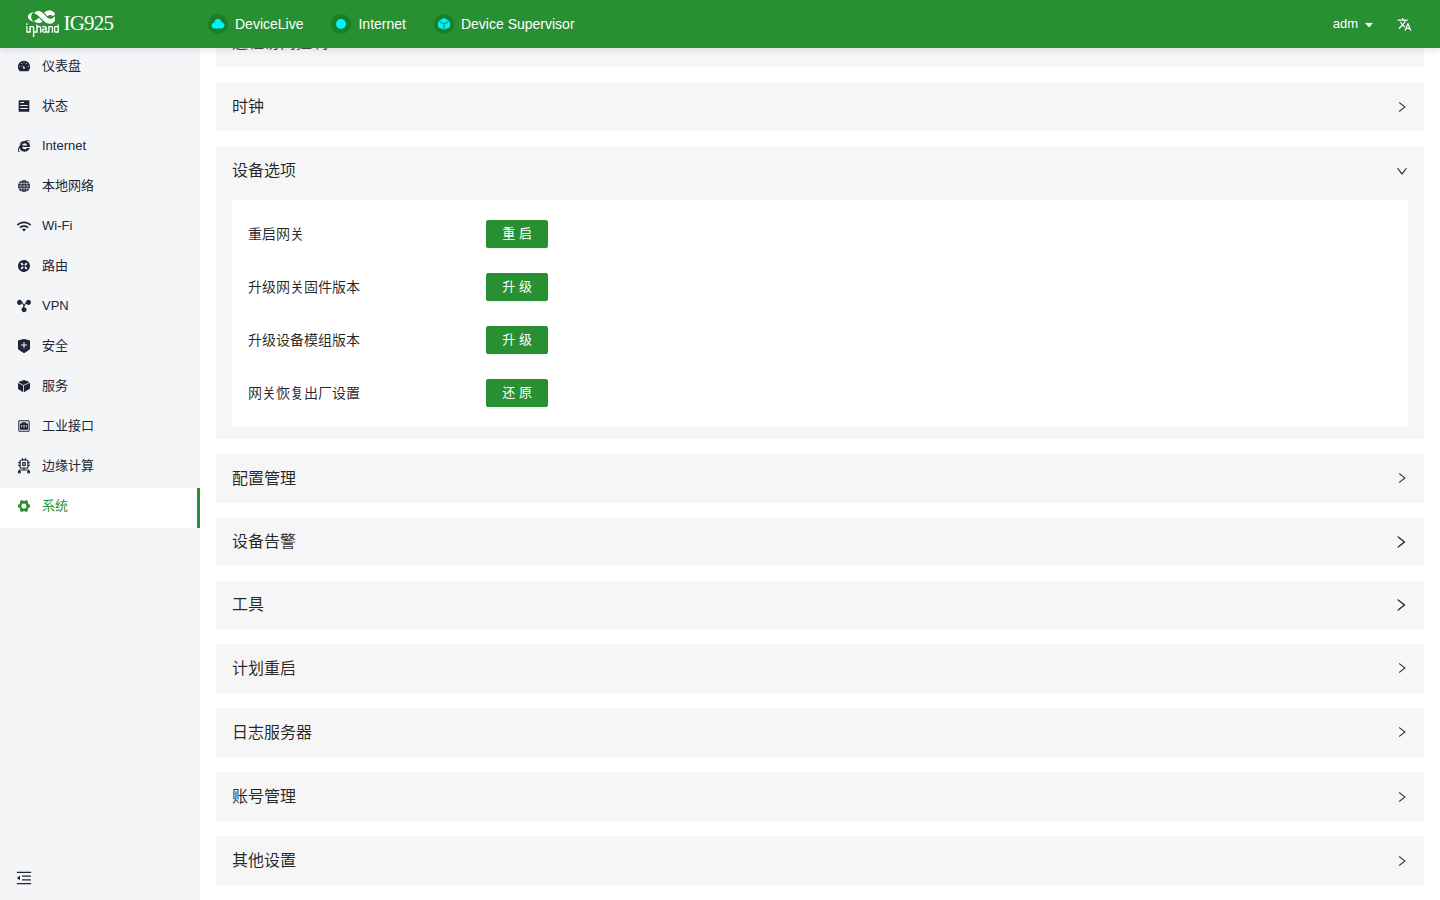 inhand IG925
DeviceLive
Internet
Device Supervisor
adm
仪表盘
状态
Internet
本地网络
Wi-Fi
路由
VPN
安全
服务
工业接口
边缘计算
系统
时钟
设备选项
重启网关
重 启
升级网关固件版本
升 级
升级设备模组版本
升 级
网关恢复出厂设置
还 原
配置管理
设备告警
工具
计划重启
日志服务器
账号管理
其他设置